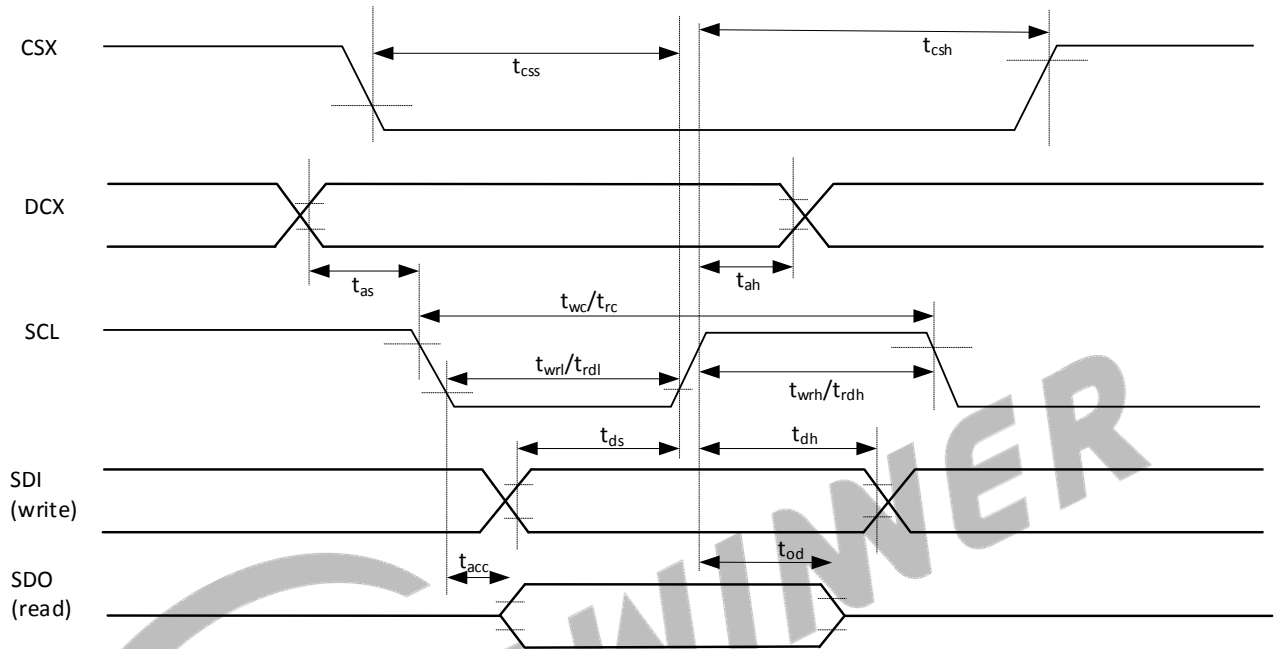 CSX
t_css
t_csh
DCX
t_as
t_ah
t_wc/t_rc
SCL
t_wrl/t_rdl
t_wrh/t_rdh
t_ds
t_dh
SDI
(write)
t_acc
t_od
SDO
(read)
WINNER